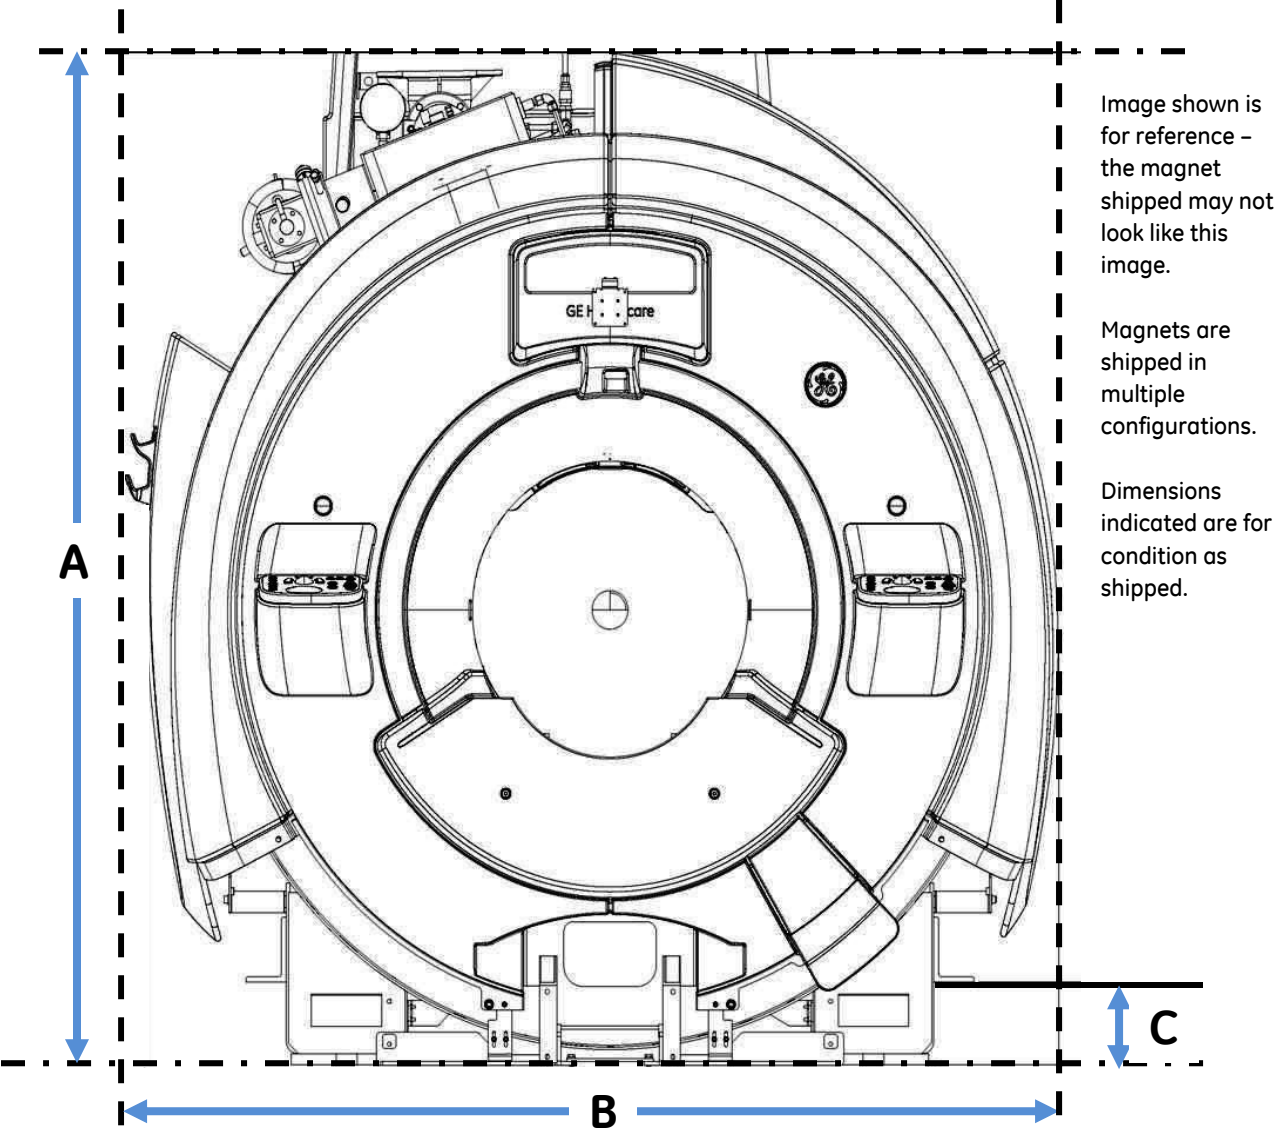 Image shown is
for reference –
the magnet
shipped may not
look like this
image.
GE H care
Magnets are
shipped in
multiple
configurations.
Dimensions
indicated are for
condition as
shipped.
A
C
B